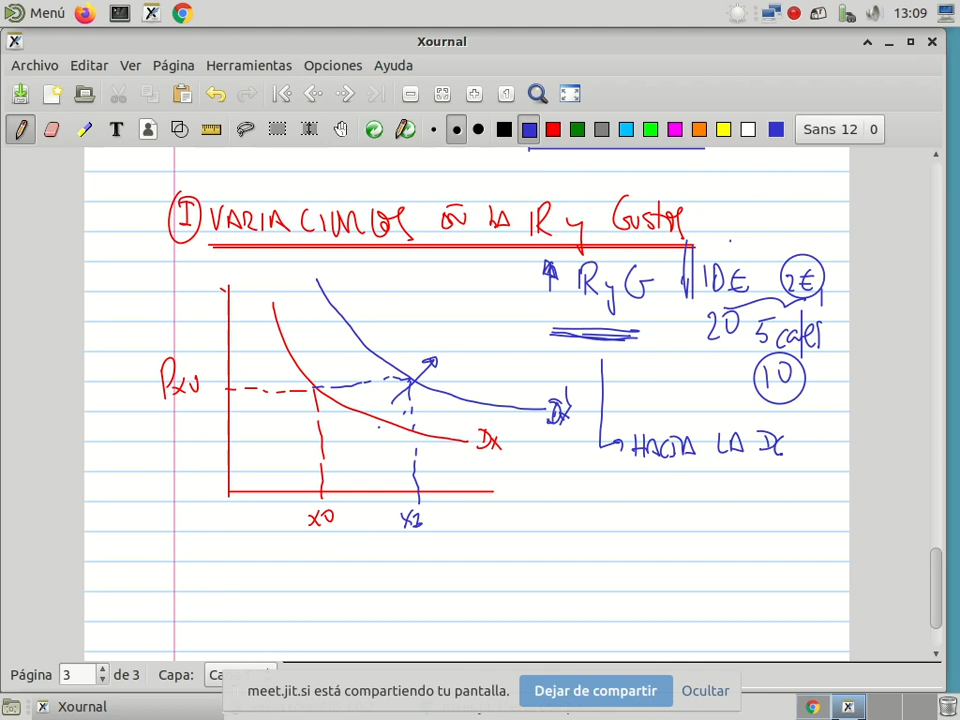 Menú
13:09
Xournal
Archivo Editar Ver Página Herramientas Opciones Ayuda
Sans 12 0
I VARIACIONES EN LA R y GUSTOS
↑ R y G
10€ 2€
20 5 cafés
10
Px0
Dx'
Dx
HACIA LA DC
x0
x1
Página 3 de 3 Capa:
meet.jit.si está compartiendo tu pantalla. Dejar de compartir Ocultar
Xournal